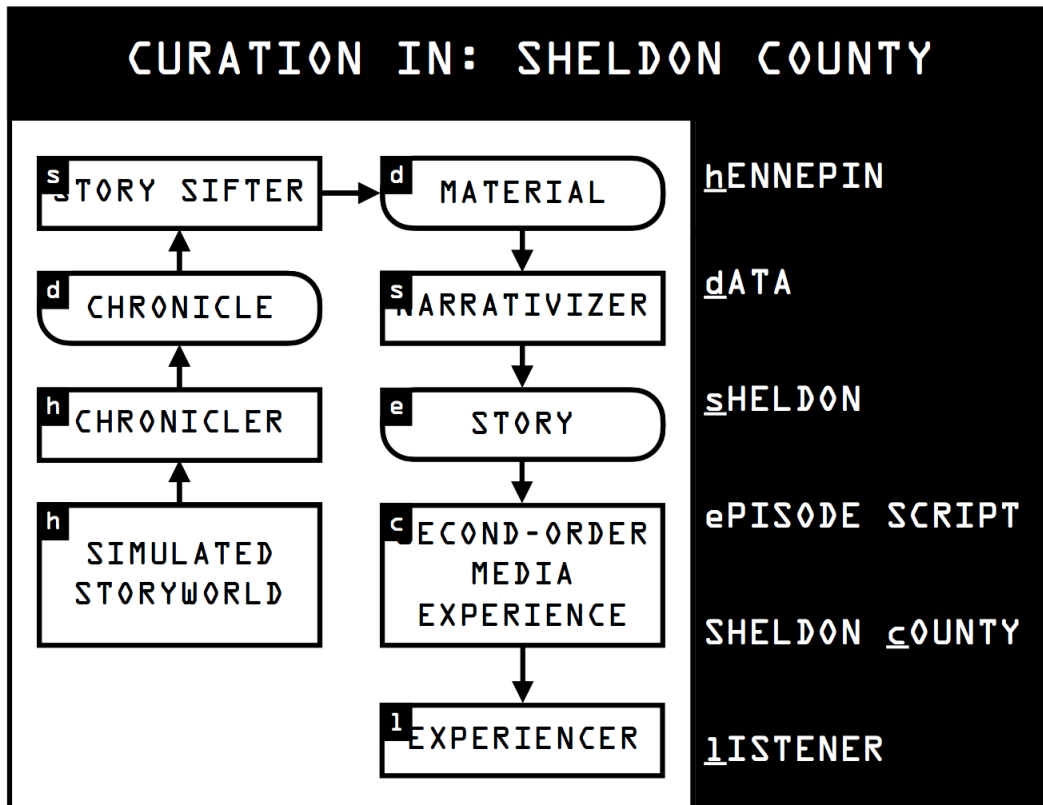 CURATION IN: SHELDON COUNTY
s
STORY SIFTER
d
CHRONICLE
h
CHRONICLER
h
SIMULATED
STORYWORLD
d
MATERIAL
s
NARRATIVIZER
e
STORY
c
SECOND-ORDER
MEDIA
EXPERIENCE
l
EXPERIENCER
hENNEPIN
dATA
sHELDON
ePISODE SCRIPT
SHELDON cOUNTY
lISTENER